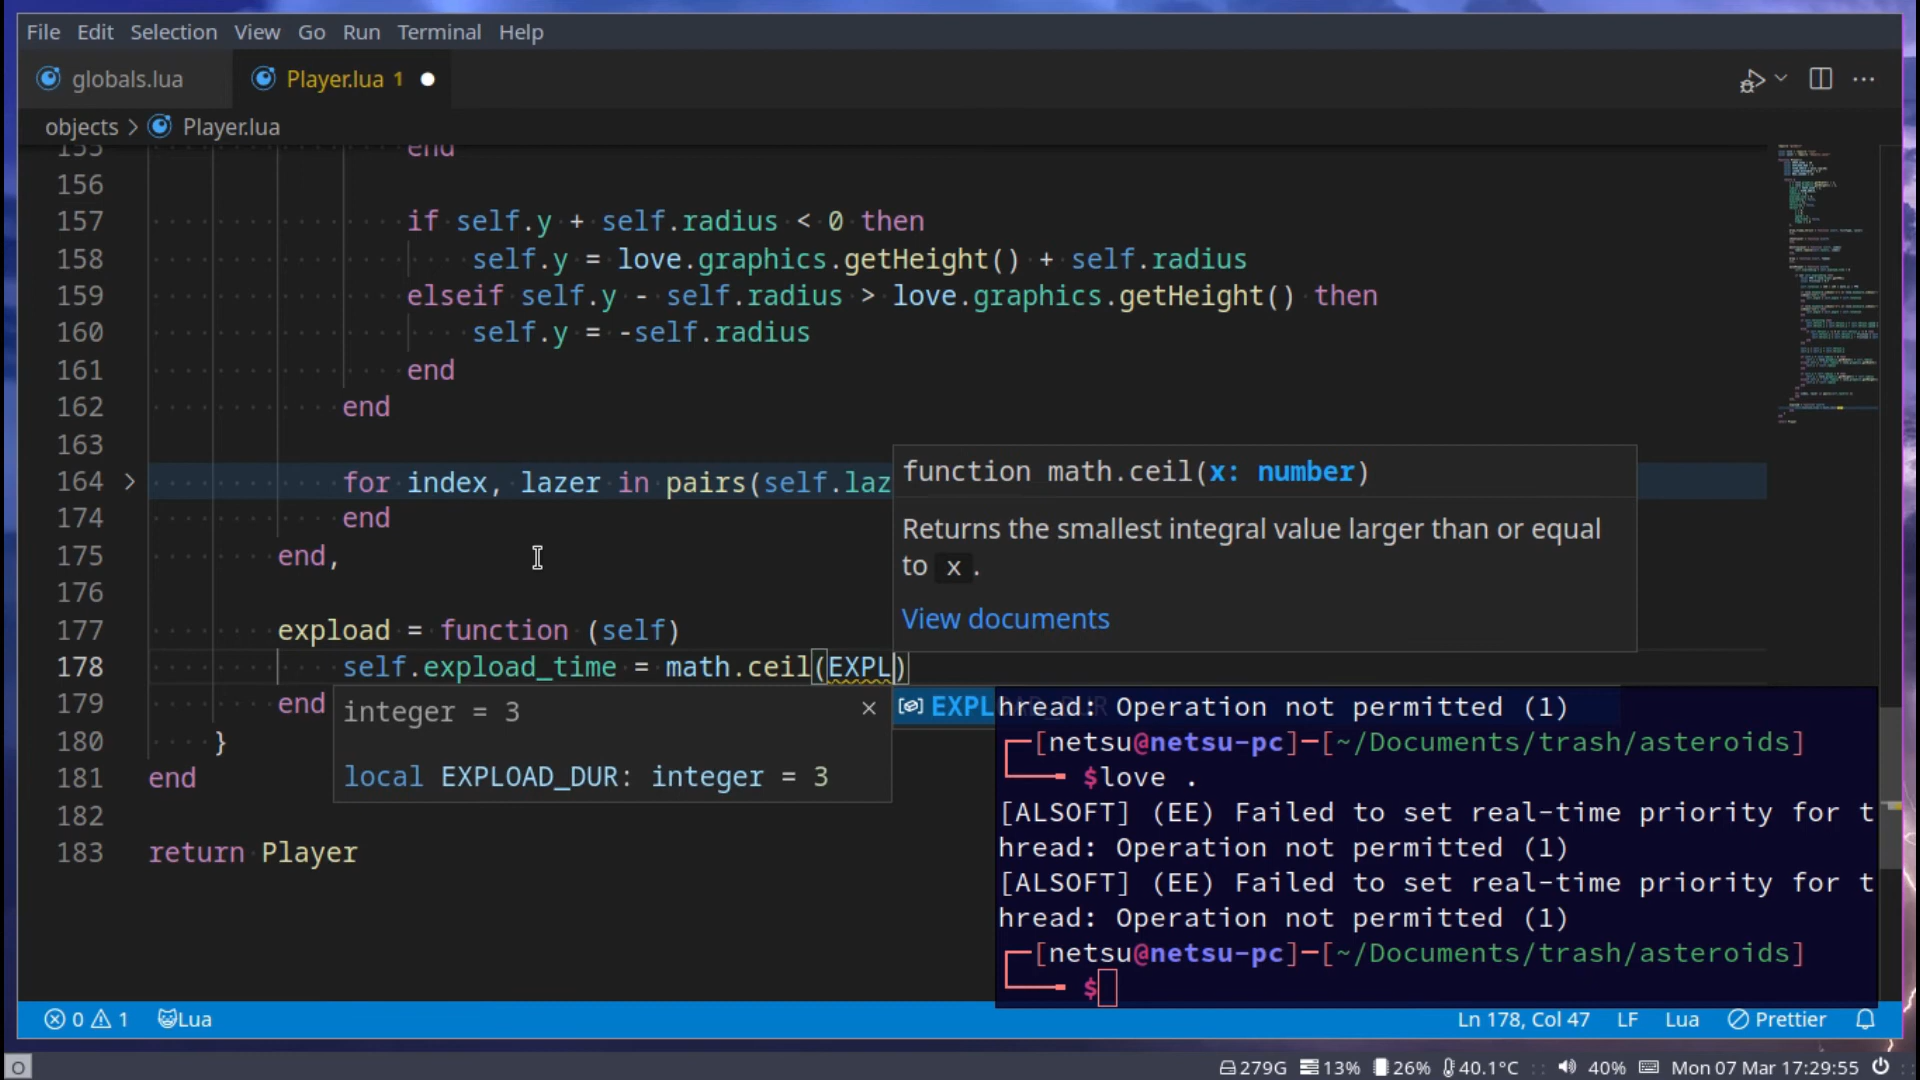 File Edit Selection View Go Run Terminal Help
globals.lua Player.lua 1
objects > Player.lua
155 end
156
157 if self.y + self.radius < 0 then
158 self.y = love.graphics.getHeight() + self.radius
159 elseif self.y - self.radius > love.graphics.getHeight() then
160 self.y = -self.radius
161 end
162 end
163
164 for index, lazer in pairs(self.laz
174 end
175 end,
176
177 expload = function (self)
178 self.expload_time = math.ceil(EXPL)
179 end
180 }
181 end
182
183 return Player
function math.ceil(x: number)
Returns the smallest integral value larger than or equal
to x .
View documents
integer = 3
local EXPLOAD_DUR: integer = 3
EXPL
hread: Operation not permitted (1)
[netsu@netsu-pc]-[~/Documents/trash/asteroids]
$love .
[ALSOFT] (EE) Failed to set real-time priority for t
hread: Operation not permitted (1)
[ALSOFT] (EE) Failed to set real-time priority for t
hread: Operation not permitted (1)
[netsu@netsu-pc]-[~/Documents/trash/asteroids]
$
0 1 Lua Ln 178, Col 47 LF Lua Prettier
279G 13% 26% 40.1°C 40% Mon 07 Mar 17:29:55